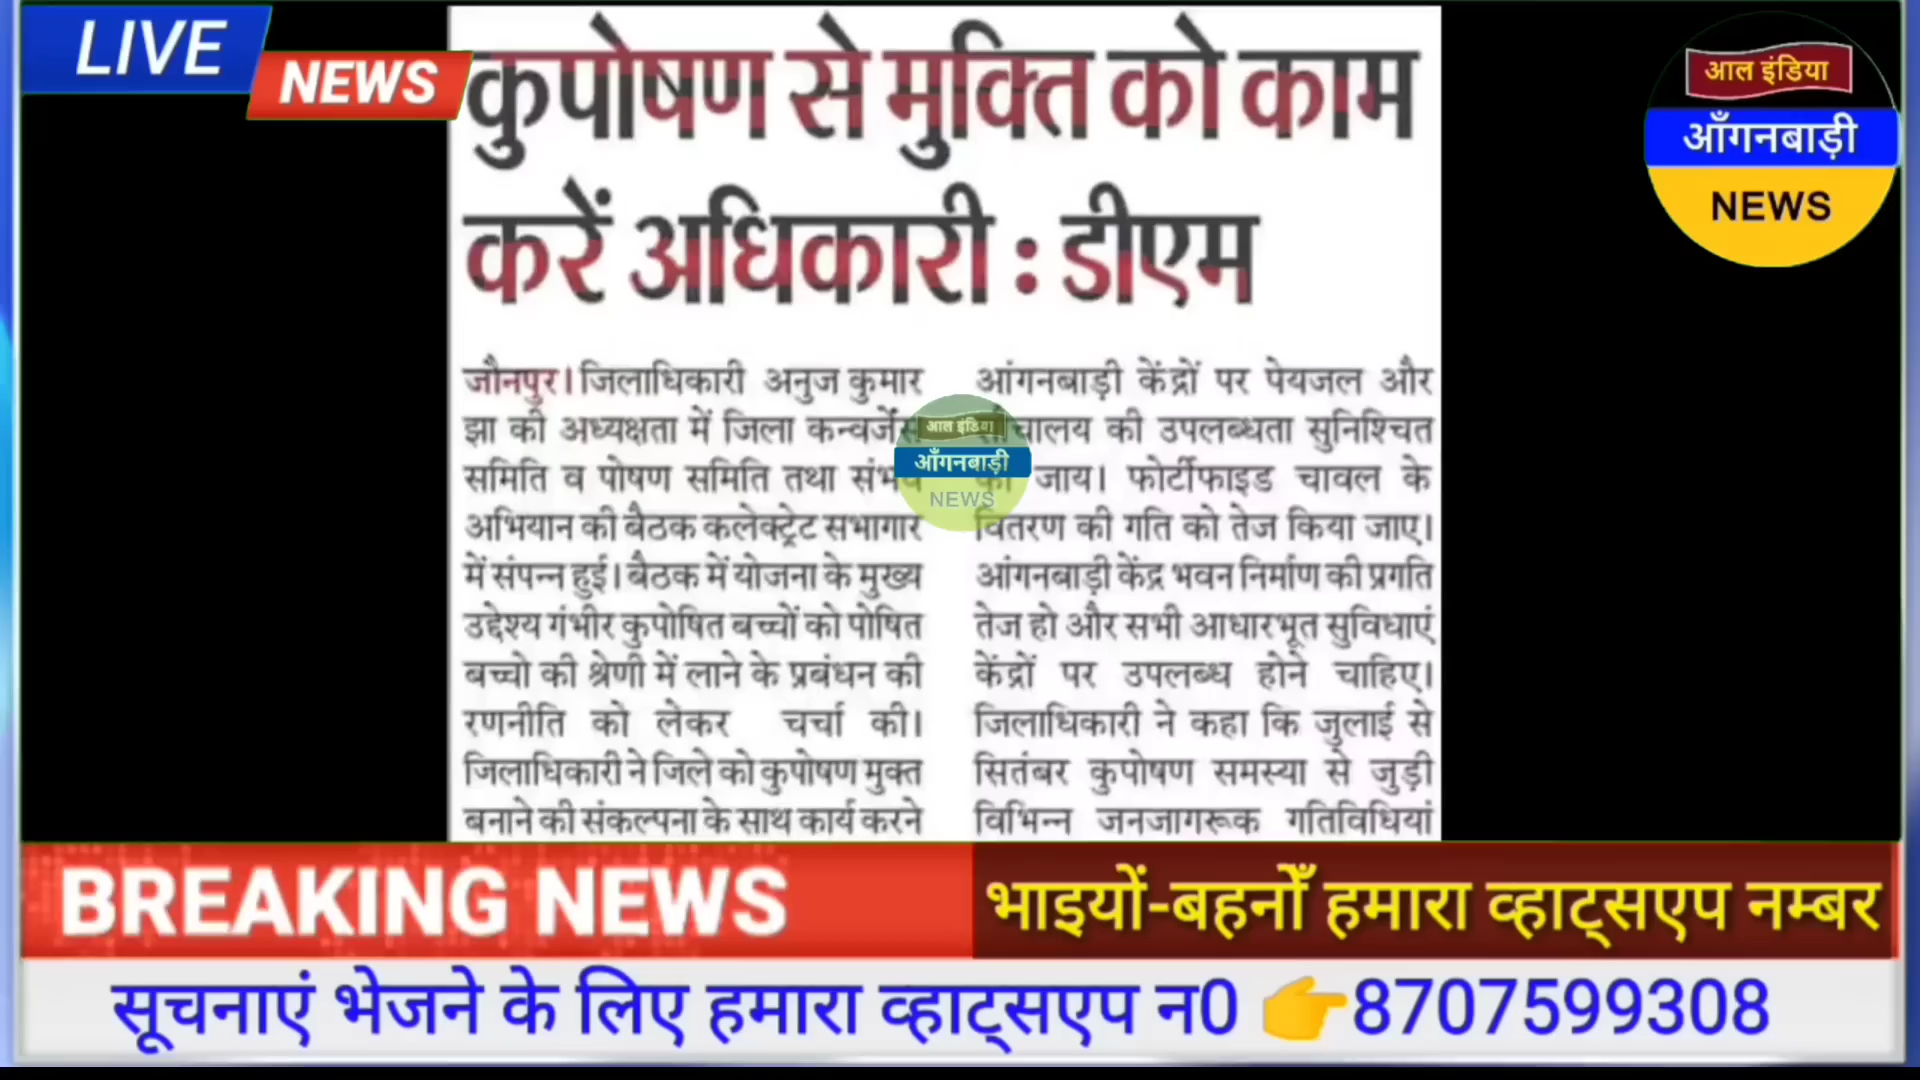 LIVE
NEWS
कुपोषण से मुक्ति को काम
करें अधिकारी : डीएम
जौनपुर। जिलाधिकारी अनुज कुमार
झा की अध्यक्षता में जिला कन्वर्जेंस
समिति व पोषण समिति तथा संभव
अभियान की बैठक कलेक्ट्रेट सभागार
में संपन्न हुई। बैठक में योजना के मुख्य
उद्देश्य गंभीर कुपोषित बच्चों को पोषित
बच्चो की श्रेणी में लाने के प्रबंधन की
रणनीति को लेकर चर्चा की।
जिलाधिकारी ने जिले को कुपोषण मुक्त
बनाने की संकल्पना के साथ कार्य करने
आंगनबाड़ी केंद्रों पर पेयजल और
शौचालय की उपलब्धता सुनिश्चित
की जाय। फोर्टीफाइड चावल के
वितरण की गति को तेज किया जाए।
आंगनबाड़ी केंद्र भवन निर्माण की प्रगति
तेज हो और सभी आधारभूत सुविधाएं
केंद्रों पर उपलब्ध होने चाहिए।
जिलाधिकारी ने कहा कि जुलाई से
सितंबर कुपोषण समस्या से जुड़ी
विभिन्न जनजागरूक गतिविधियां
आल इंडिया
आँगनबाड़ी
NEWS
आल इंडिया
आँगनबाड़ी
NEWS
BREAKING NEWS
भाइयों-बहनोँ हमारा व्हाट्सएप नम्बर
सूचनाएं भेजने के लिए हमारा व्हाट्सएप न0 👉8707599308